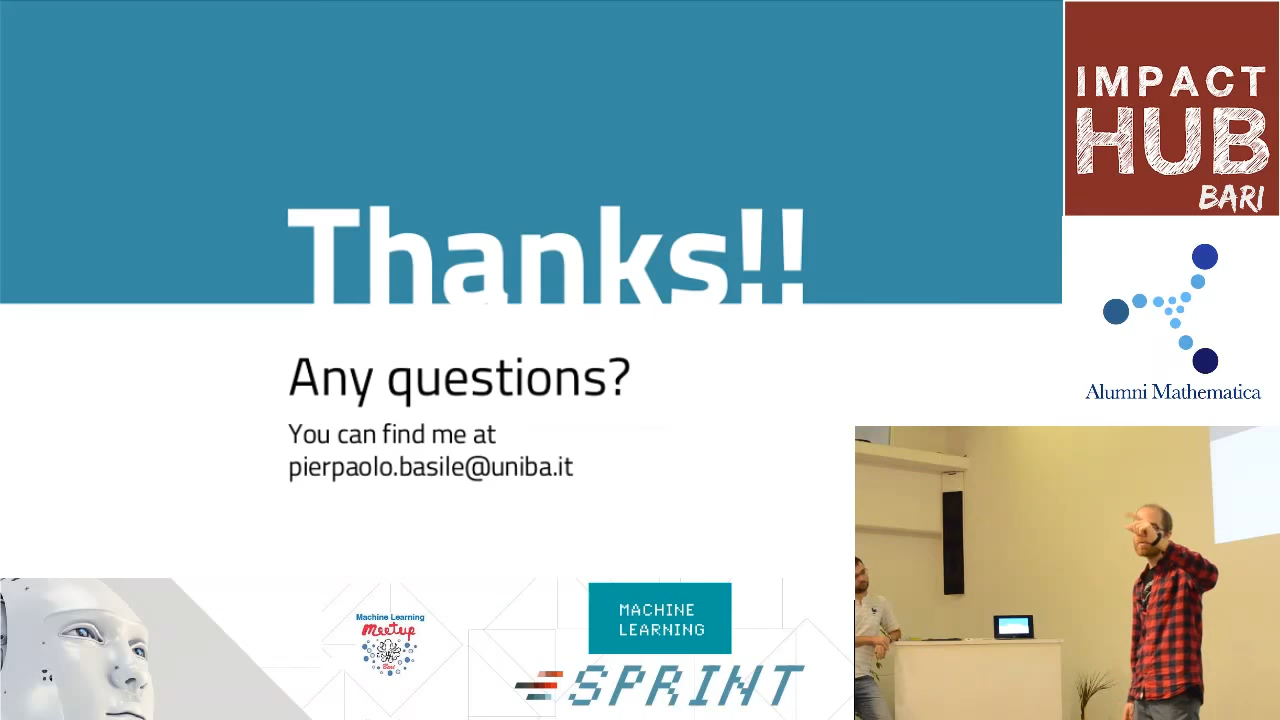 Thanks!!
Any questions?
You can find me at
pierpaolo.basile@uniba.it
IMPACT
HUB
BARI
Alumni Mathematica
Machine Learning
Meetup
Bari
MACHINE
LEARNING
SPRINT